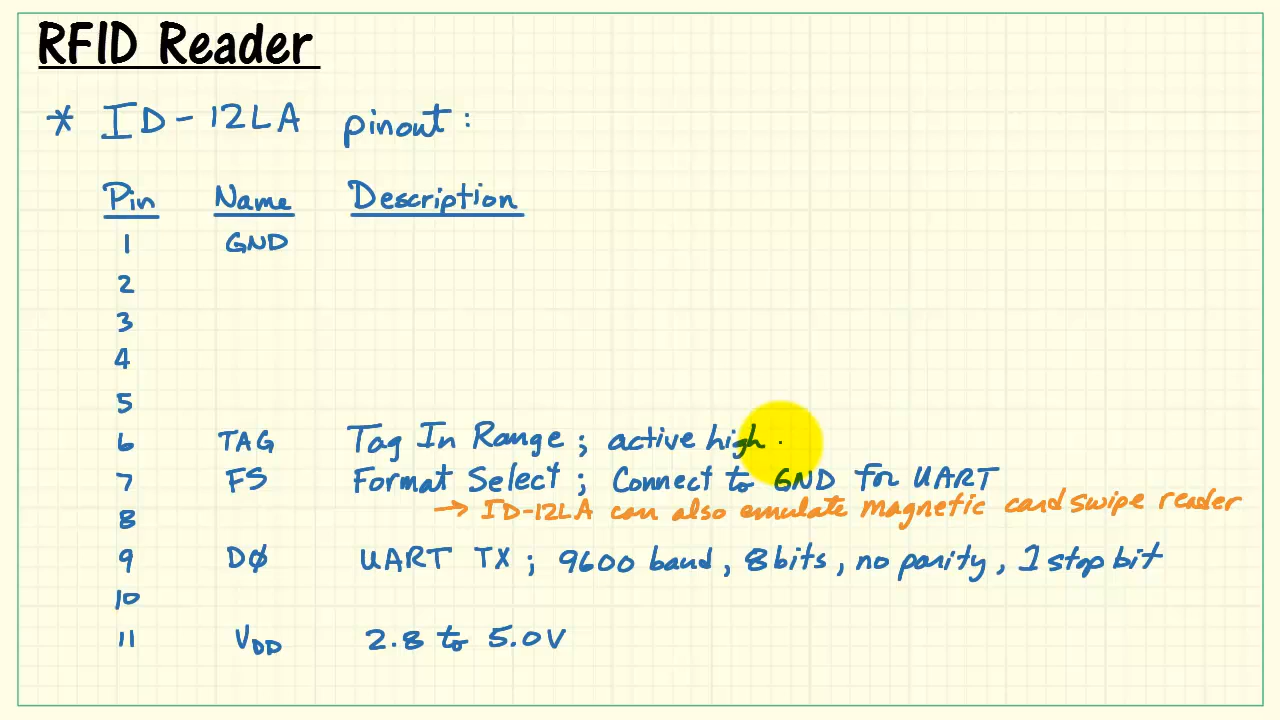 RFID Reader
* ID-12LA pinout:
Pin Name Description
1 GND
2
3
4
5
6 TAG Tag In Range; active high.
7 FS Format Select; Connect to GND for UART
→ ID-12LA can also emulate magnetic card swipe reader
8
9 DØ UART TX; 9600 baud, 8 bits, no parity, 1 stop bit
10
11 VDD 2.8 to 5.0V